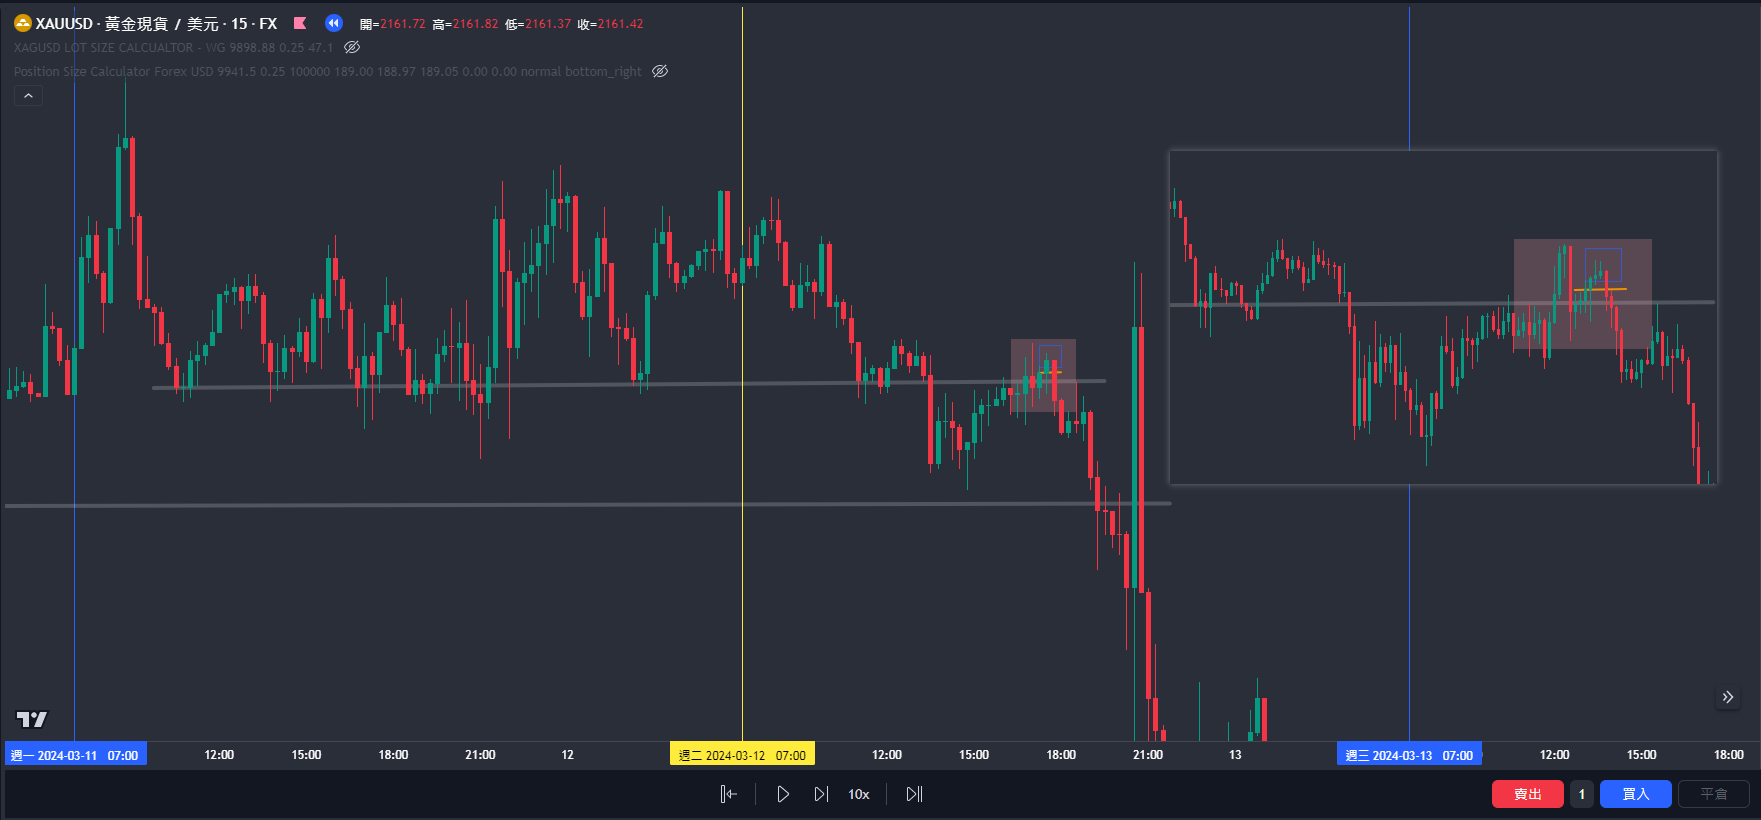 XAUUSD · 黃金現貨 / 美元 · 15 · FX 開=2161.72 高=2161.82 低=2161.37 收=2161.42
XAGUSD LOT SIZE CALCUALTOR - WG 9898.88 0.25 47.1
Position Size Calculator Forex USD 9941.5 0.25 100000 189.00 188.97 189.05 0.00 0.00 normal bottom_right
週一 2024-03-11 07:00 12:00 15:00 18:00 21:00 12 週二 2024-03-12 07:00 12:00 15:00 18:00 21:00 13 週三 2024-03-13 07:00 12:00 15:00 18:00
10x 賣出 1 買入 平倉